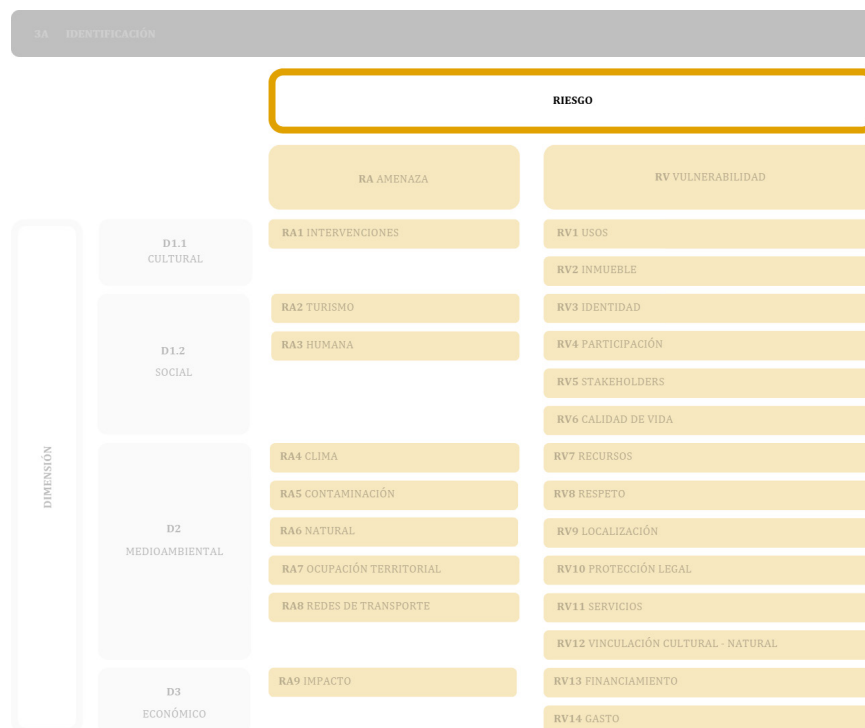 3A IDENTIFICACIÓN
RIESGO
RA AMENAZA
RV VULNERABILIDAD
DIMENSIÓN
D1.1
CULTURAL
RA1 INTERVENCIONES
RV1 USOS
RV2 INMUEBLE
D1.2
SOCIAL
RA2 TURISMO
RV3 IDENTIDAD
RA3 HUMANA
RV4 PARTICIPACIÓN
RV5 STAKEHOLDERS
RV6 CALIDAD DE VIDA
D2
MEDIOAMBIENTAL
RA4 CLIMA
RV7 RECURSOS
RA5 CONTAMINACIÓN
RV8 RESPETO
RA6 NATURAL
RV9 LOCALIZACIÓN
RA7 OCUPACIÓN TERRITORIAL
RV10 PROTECCIÓN LEGAL
RA8 REDES DE TRANSPORTE
RV11 SERVICIOS
RV12 VINCULACIÓN CULTURAL - NATURAL
D3
ECONÓMICO
RA9 IMPACTO
RV13 FINANCIAMIENTO
RV14 GASTO